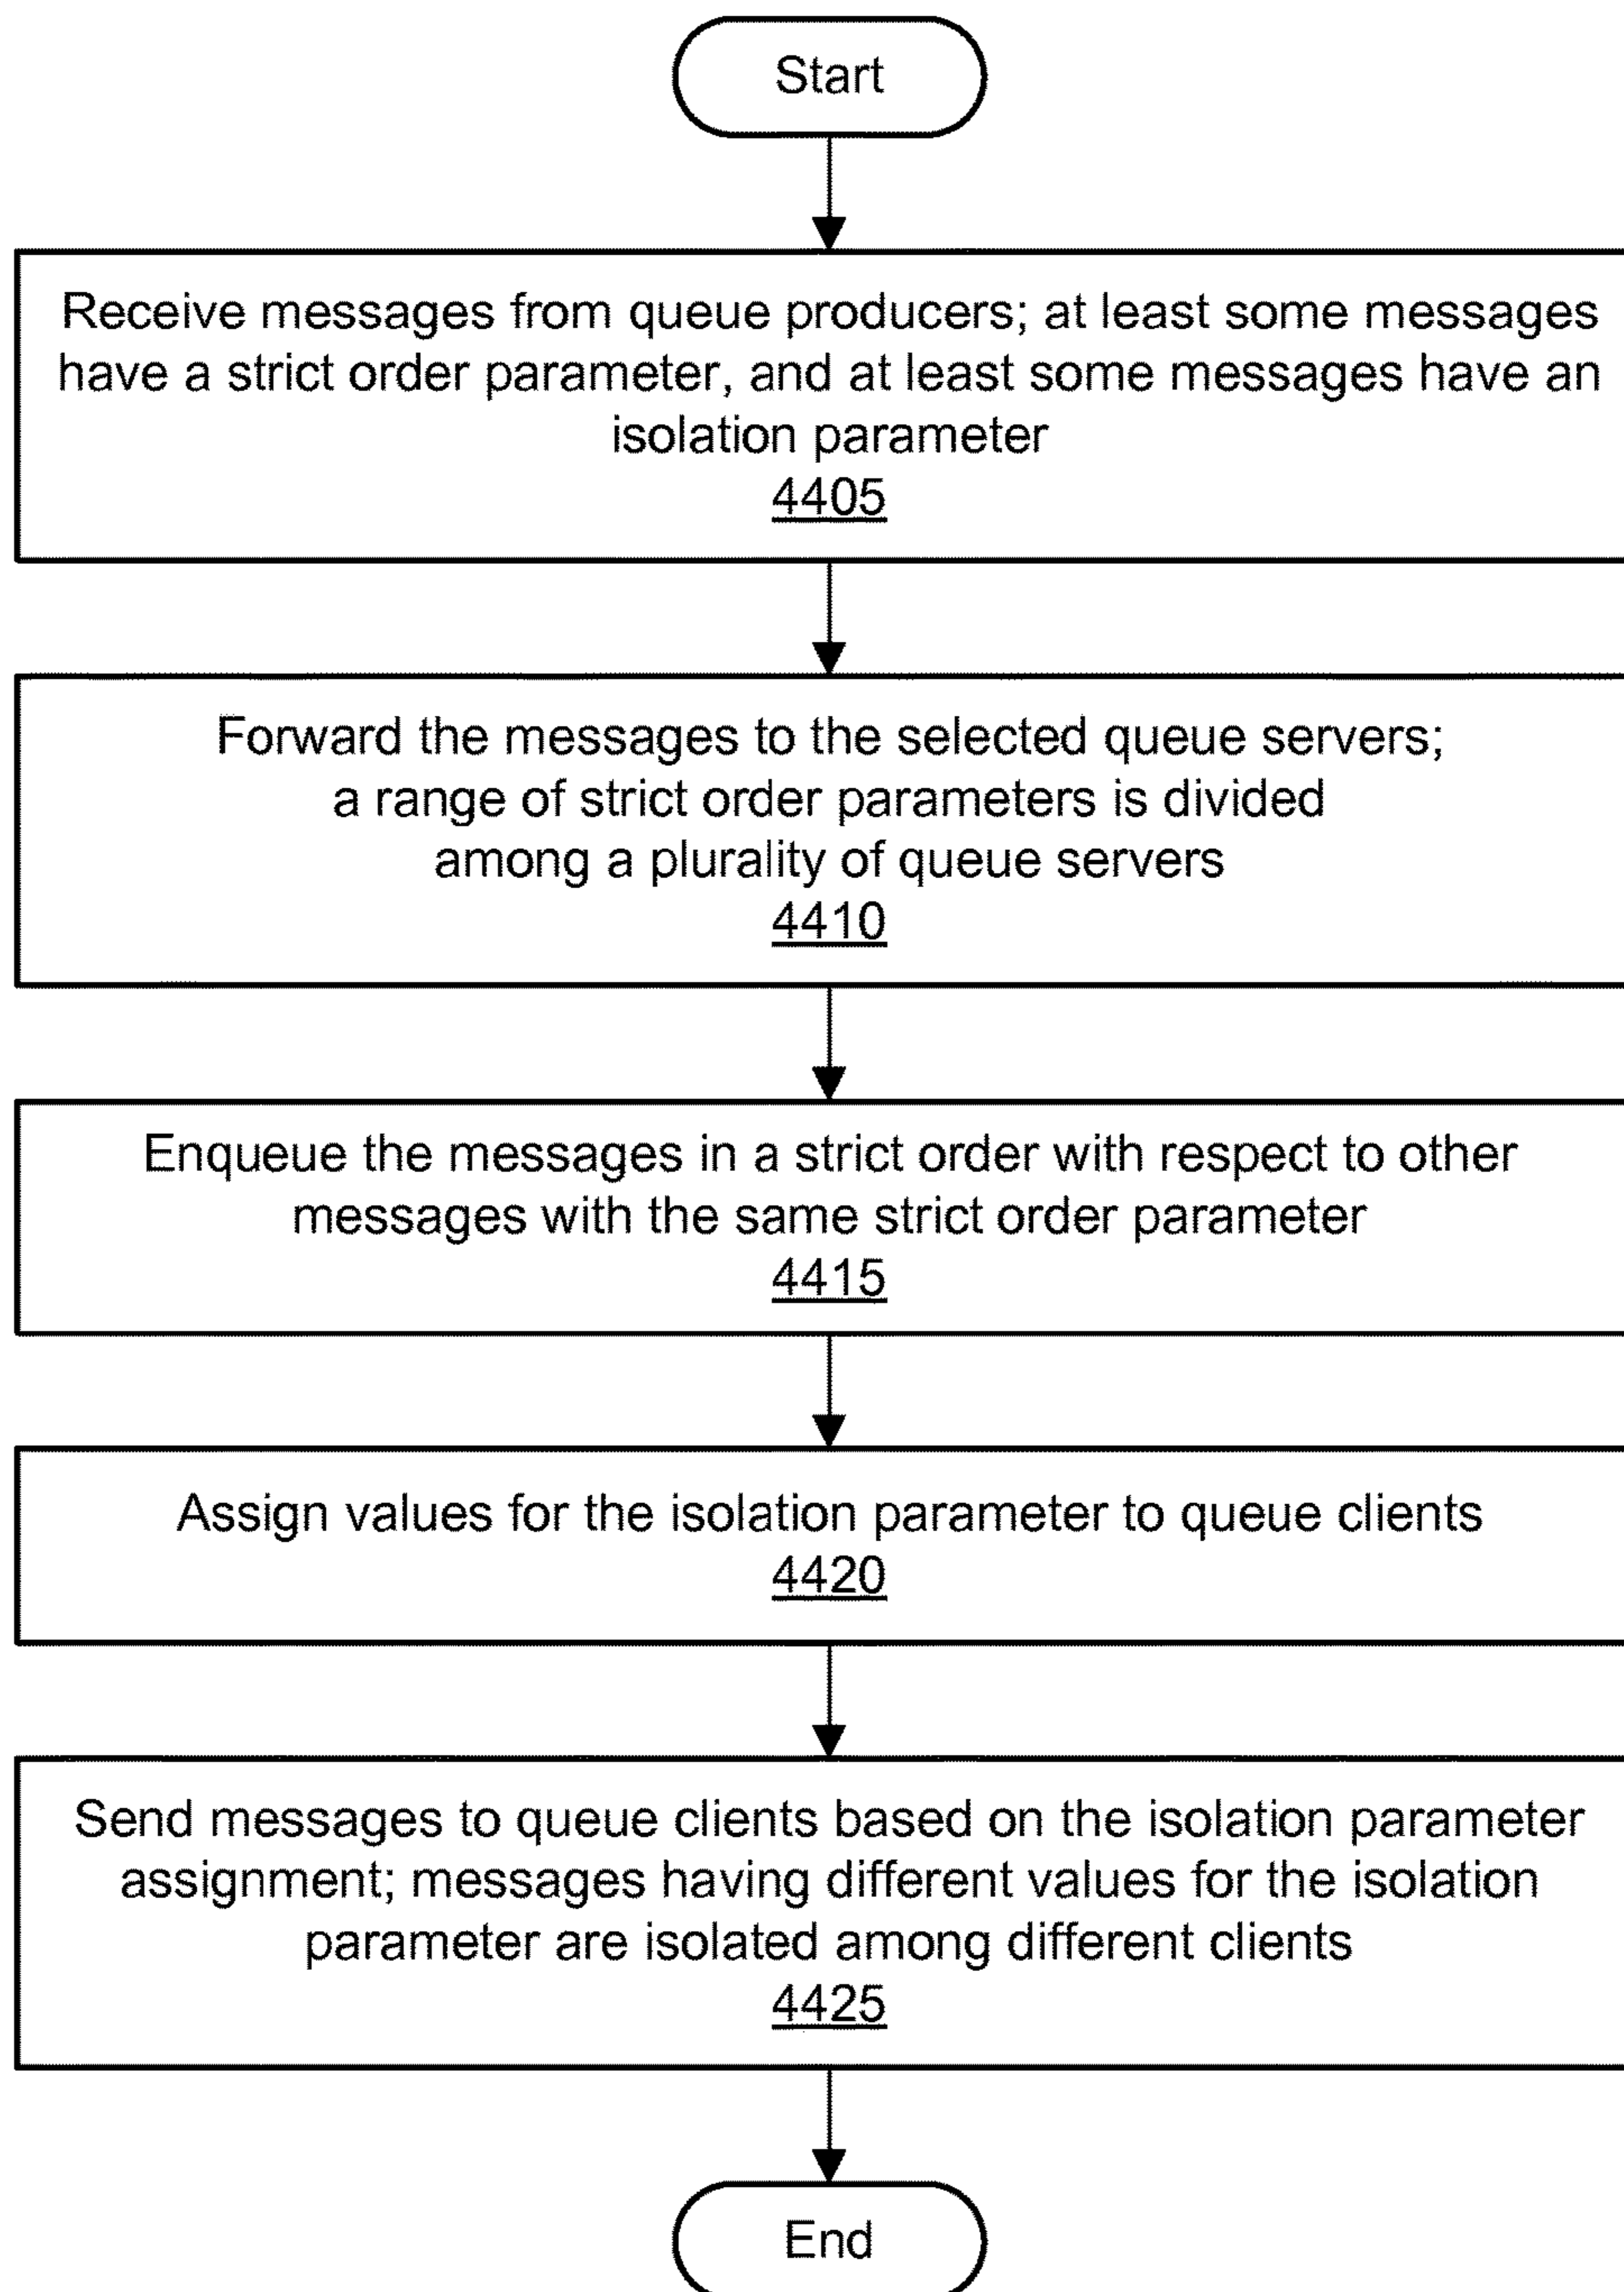 Start
Receive messages from queue producers; at least some messages
have a strict order parameter, and at least some messages have an
isolation parameter
4405
Forward the messages to the selected queue servers;
a range of strict order parameters is divided
among a plurality of queue servers
4410
Enqueue the messages in a strict order with respect to other
messages with the same strict order parameter
4415
Assign values for the isolation parameter to queue clients
4420
Send messages to queue clients based on the isolation parameter
assignment; messages having different values for the isolation
parameter are isolated among different clients
4425
End